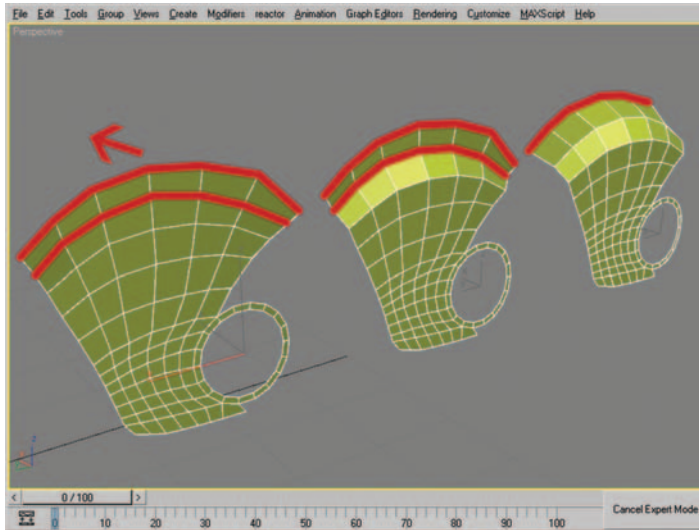 File Edit Tools Group Views Create Modifiers reactor Animation Graph Editors Rendering Customize MAXScript Help
Perspective
< 0 / 100 >
0 10 20 30 40 50 60 70 80 90 100
Cancel Expert Mode